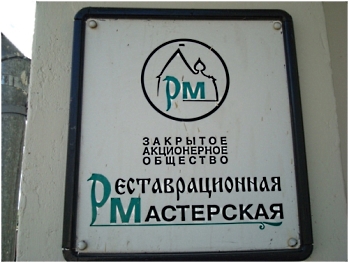 РМ
ЗАКРЫТОЕ
АКЦИОНЕРНОЕ
ОБЩЕСТВО
РЕСТАВРАЦИОННАЯ
МАСТЕРСКАЯ